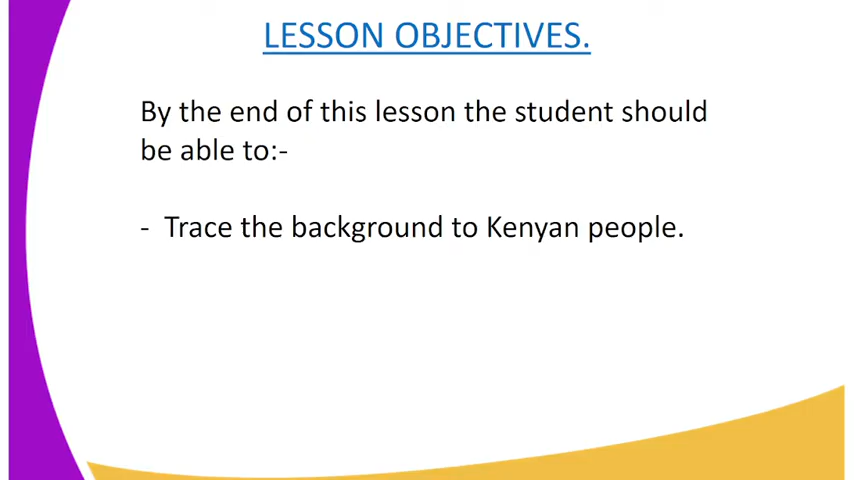 LESSON OBJECTIVES.
By the end of this lesson the student should
be able to:-
- Trace the background to Kenyan people.